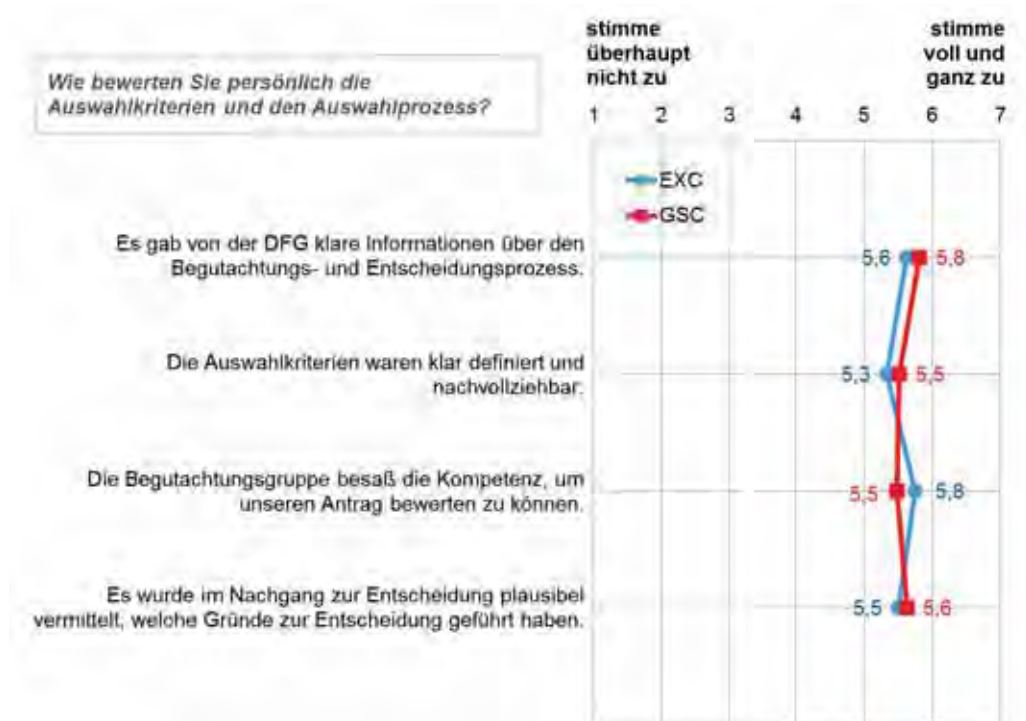 stimme
überhaupt
nicht zu
stimme
voll und
ganz zu
Wie bewerten Sie persönlich die
Auswahlkriterien und den Auswahlprozess?
1 2 3 4 5 6 7
EXC
GSC
Es gab von der DFG klare Informationen über den
Begutachtungs- und Entscheidungsprozess.
5,6 5,8
Die Auswahlkriterien waren klar definiert und
nachvollziehbar.
5,3 5,5
Die Begutachtungsgruppe besaß die Kompetenz, um
unseren Antrag bewerten zu können.
5,5 5,8
Es wurde im Nachgang zur Entscheidung plausibel
vermittelt, welche Gründe zur Entscheidung geführt haben.
5,5 5,6